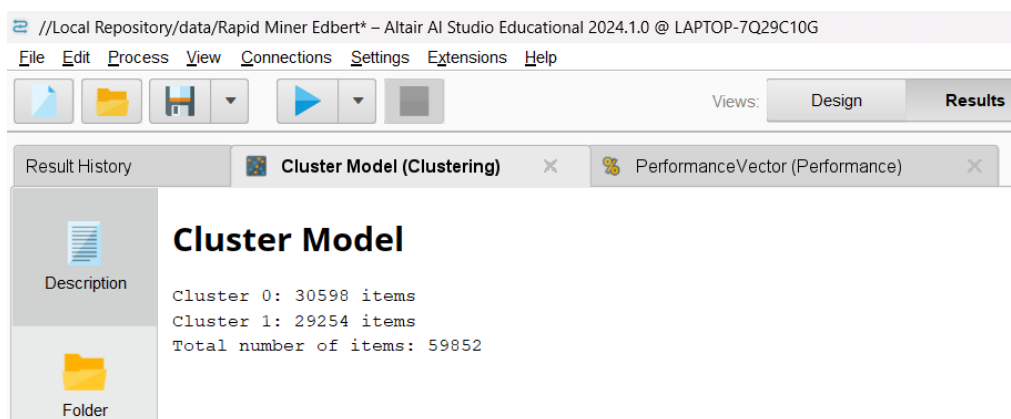 //Local Repository/data/Rapid Miner Edbert* – Altair AI Studio Educational 2024.1.0 @ LAPTOP-7Q29C10G
File Edit Process View Connections Settings Extensions Help
Views: Design Results
Result History Cluster Model (Clustering) PerformanceVector (Performance)
Cluster Model
Description
Cluster 0: 30598 items
Cluster 1: 29254 items
Total number of items: 59852
Folder